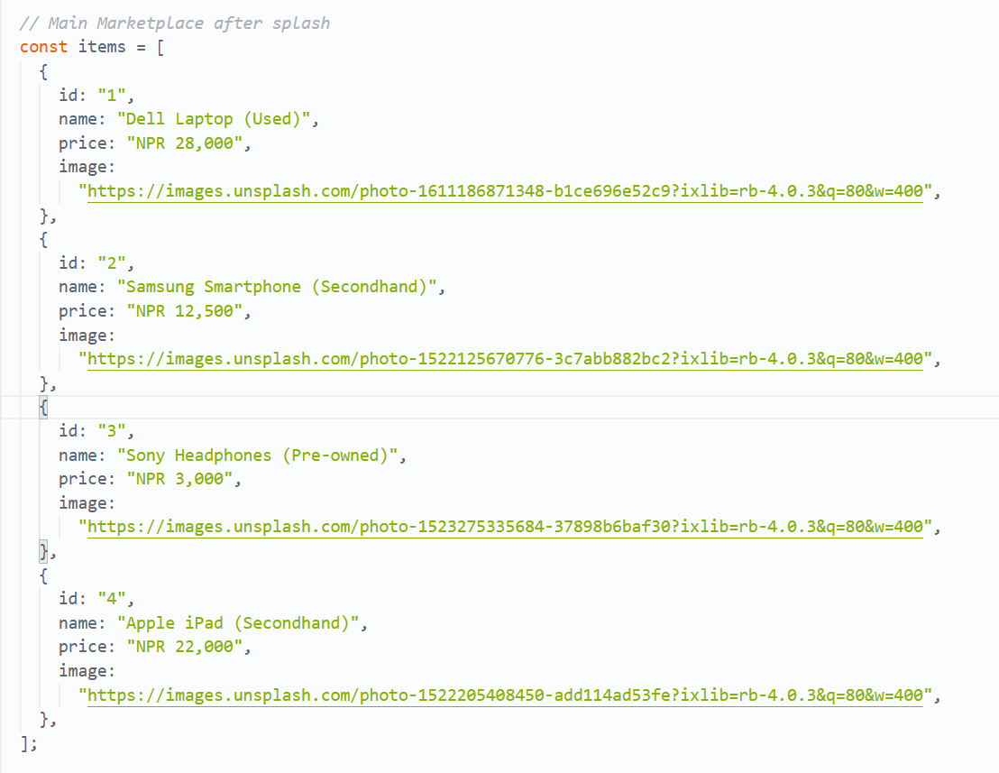 // Main Marketplace after splash
const items = [
{
id: "1",
name: "Dell Laptop (Used)",
price: "NPR 28,000",
image:
"https://images.unsplash.com/photo-1611186871348-b1ce696e52c9?ixlib=rb-4.0.3&q=80&w=400",
},
{
id: "2",
name: "Samsung Smartphone (Secondhand)",
price: "NPR 12,500",
image:
"https://images.unsplash.com/photo-1522125670776-3c7abb882bc2?ixlib=rb-4.0.3&q=80&w=400",
},
{
id: "3",
name: "Sony Headphones (Pre-owned)",
price: "NPR 3,000",
image:
"https://images.unsplash.com/photo-1523275335684-37898b6baf30?ixlib=rb-4.0.3&q=80&w=400",
},
{
id: "4",
name: "Apple iPad (Secondhand)",
price: "NPR 22,000",
image:
"https://images.unsplash.com/photo-1522205408450-add114ad53fe?ixlib=rb-4.0.3&q=80&w=400",
},
];